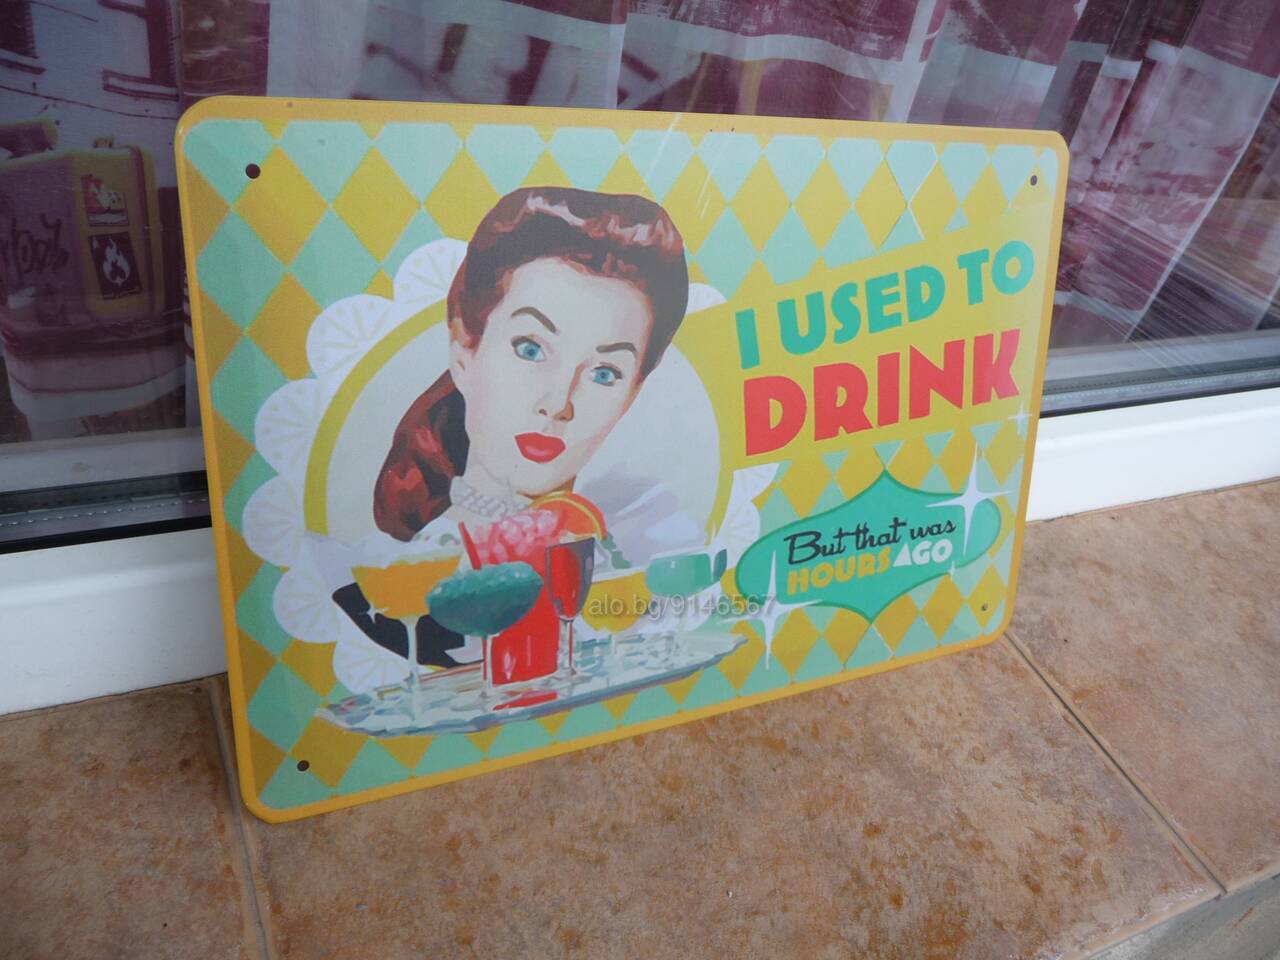 I USED TO
DRINK
But that was
HOURS AGO
alo.bg/9146567